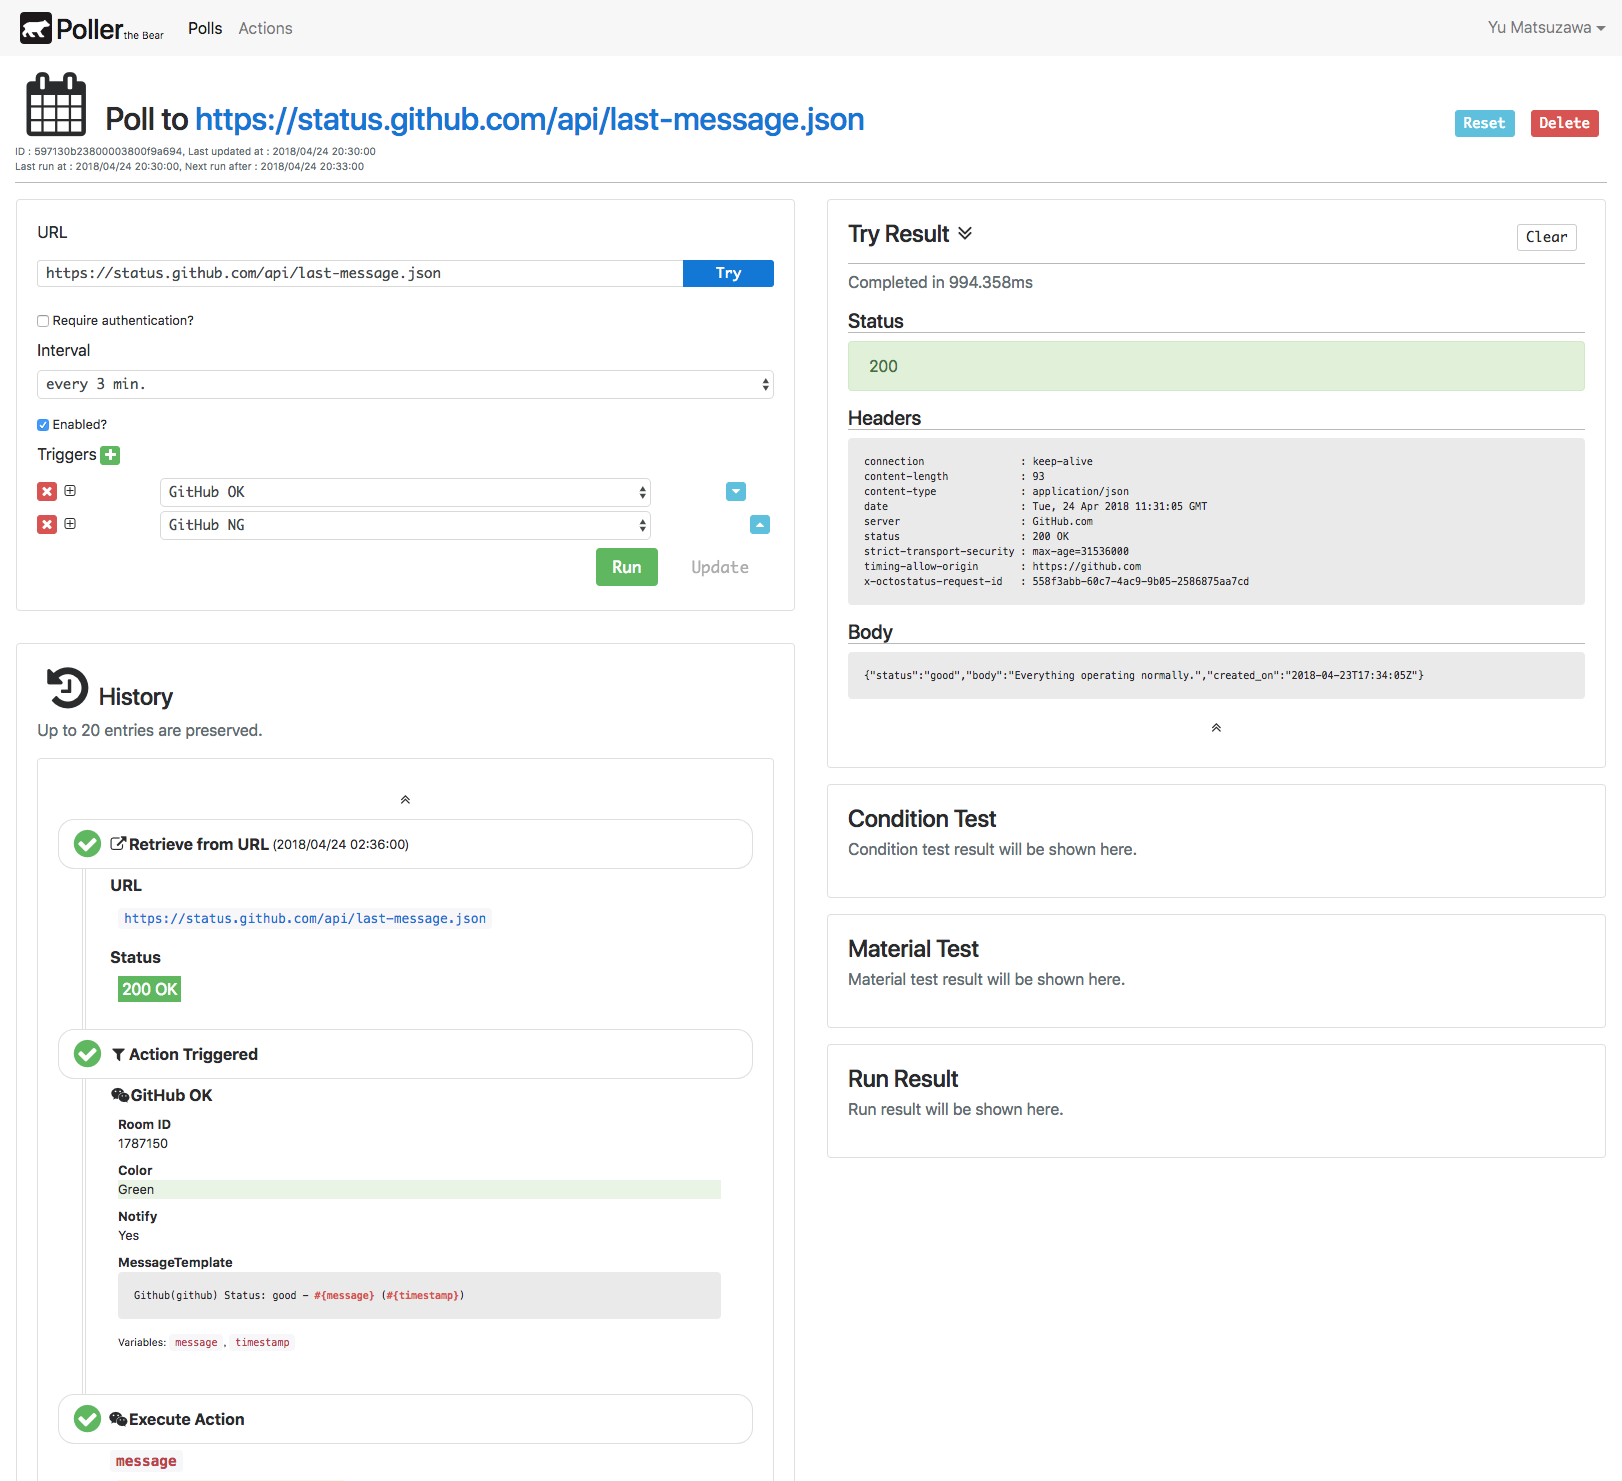 Poller the Bear Polls Actions Yu Matsuzawa
Poll to https://status.github.com/api/last-message.json
Reset Delete
ID : 597130b23800003800f9a694, Last updated at : 2018/04/24 20:30:00
Last run at : 2018/04/24 20:30:00, Next run after : 2018/04/24 20:33:00
URL
https://status.github.com/api/last-message.json Try
Require authentication?
Interval
every 3 min.
Enabled?
Triggers
GitHub OK
GitHub NG
Run Update
History
Up to 20 entries are preserved.
Retrieve from URL (2018/04/24 02:36:00)
URL
https://status.github.com/api/last-message.json
Status
200 OK
Action Triggered
GitHub OK
Room ID
1787150
Color
Green
Notify
Yes
MessageTemplate
Github(github) Status: good - #{message} (#{timestamp})
Variables: message , timestamp
Execute Action
message
Try Result
Clear
Completed in 994.358ms
Status
200
Headers
connection : keep-alive
content-length : 93
content-type : application/json
date : Tue, 24 Apr 2018 11:31:05 GMT
server : GitHub.com
status : 200 OK
strict-transport-security : max-age=31536000
timing-allow-origin : https://github.com
x-octostatus-request-id : 558f3abb-60c7-4ac9-9b05-2586875aa7cd
Body
{"status":"good","body":"Everything operating normally.","created_on":"2018-04-23T17:34:05Z"}
Condition Test
Condition test result will be shown here.
Material Test
Material test result will be shown here.
Run Result
Run result will be shown here.